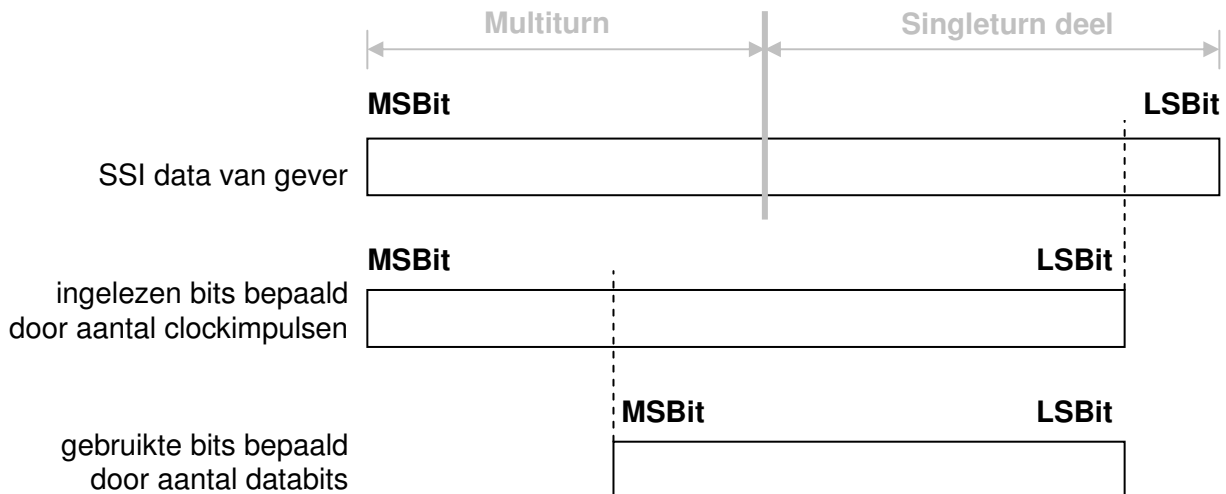 Multiturn Singleturn deel
MSBit LSBit
SSI data van gever
MSBit LSBit
ingelezen bits bepaald
door aantal clockimpulsen
MSBit LSBit
gebruikte bits bepaald
door aantal databits